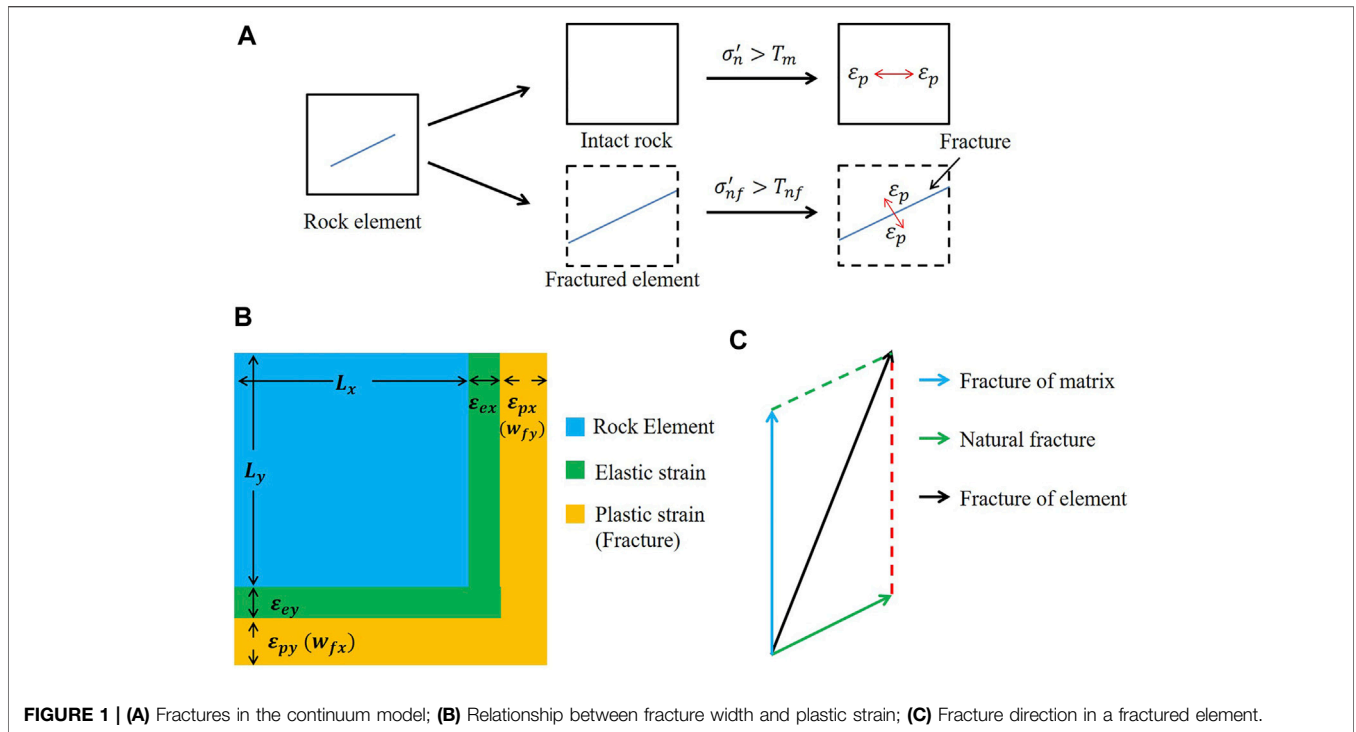 A
σ′n > Tm
εp εp
Rock element
Intact rock
Fracture
σ′nf > Tnf
εp
εp
Fractured element
B
Lx
εex
εpx
(wfy)
Ly
εey
εpy (wfx)
Rock Element
Elastic strain
Plastic strain
(Fracture)
C
Fracture of matrix
Natural fracture
Fracture of element
FIGURE 1 | (A) Fractures in the continuum model; (B) Relationship between fracture width and plastic strain; (C) Fracture direction in a fractured element.